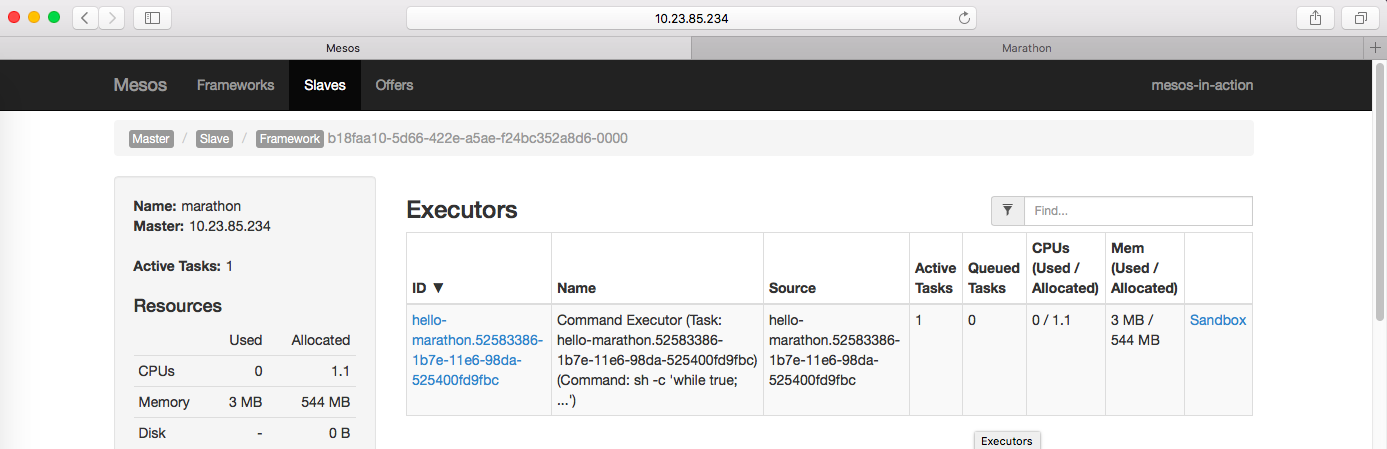 10.23.85.234
Mesos
Marathon
Mesos Frameworks Slaves Offers mesos-in-action
Master / Slave / Framework b18faa10-5d66-422e-a5ae-f24bc352a8d6-0000
Name: marathon
Master: 10.23.85.234
Active Tasks: 1
Resources
Used Allocated
CPUs 0 1.1
Memory 3 MB 544 MB
Disk - 0 B
Executors
Find...
ID ▼
Name
Source
Active
Tasks
Queued
Tasks
CPUs
(Used /
Allocated)
Mem
(Used /
Allocated)
hello-
marathon.52583386-
1b7e-11e6-98da-
525400fd9fbc
Command Executor (Task:
hello-marathon.52583386-
1b7e-11e6-98da-525400fd9fbc)
(Command: sh -c 'while true;
...')
hello-
marathon.52583386-
1b7e-11e6-98da-
525400fd9fbc
1
0
0 / 1.1
3 MB /
544 MB
Sandbox
Executors